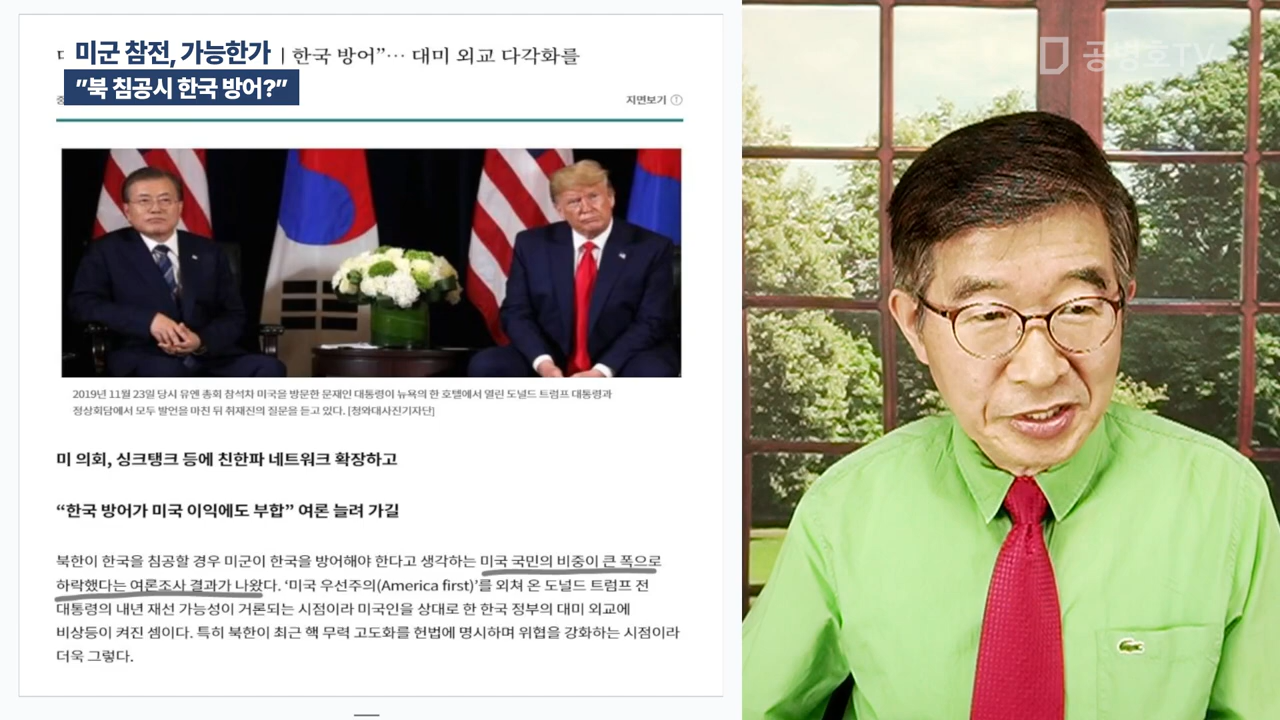 미군 참전, 가능한가
한국 방어”… 대미 외교 다각화를
”북 침공시 한국 방어?”
지면보기 ①
공병호TV
2019년 11월 23일 당시 유엔 총회 참석차 미국을 방문한 문재인 대통령이 뉴욕의 한 호텔에서 열린 도널드 트럼프 대통령과
정상회담에서 모두 발언을 마친 뒤 취재진의 질문을 듣고 있다. [청와대사진기자단]
미 의회, 싱크탱크 등에 친한파 네트워크 확장하고
“한국 방어가 미국 이익에도 부합” 여론 늘려 가길
북한이 한국을 침공할 경우 미군이 한국을 방어해야 한다고 생각하는 미국 국민의 비중이 큰 폭으로
하락했다는 여론조사 결과가 나왔다. ‘미국 우선주의(America first)’를 외쳐 온 도널드 트럼프 전
대통령의 내년 재선 가능성이 거론되는 시점이라 미국인을 상대로 한 한국 정부의 대미 외교에
비상등이 켜진 셈이다. 특히 북한이 최근 핵 무력 고도화를 헌법에 명시하며 위협을 강화하는 시점이라
더욱 그렇다.